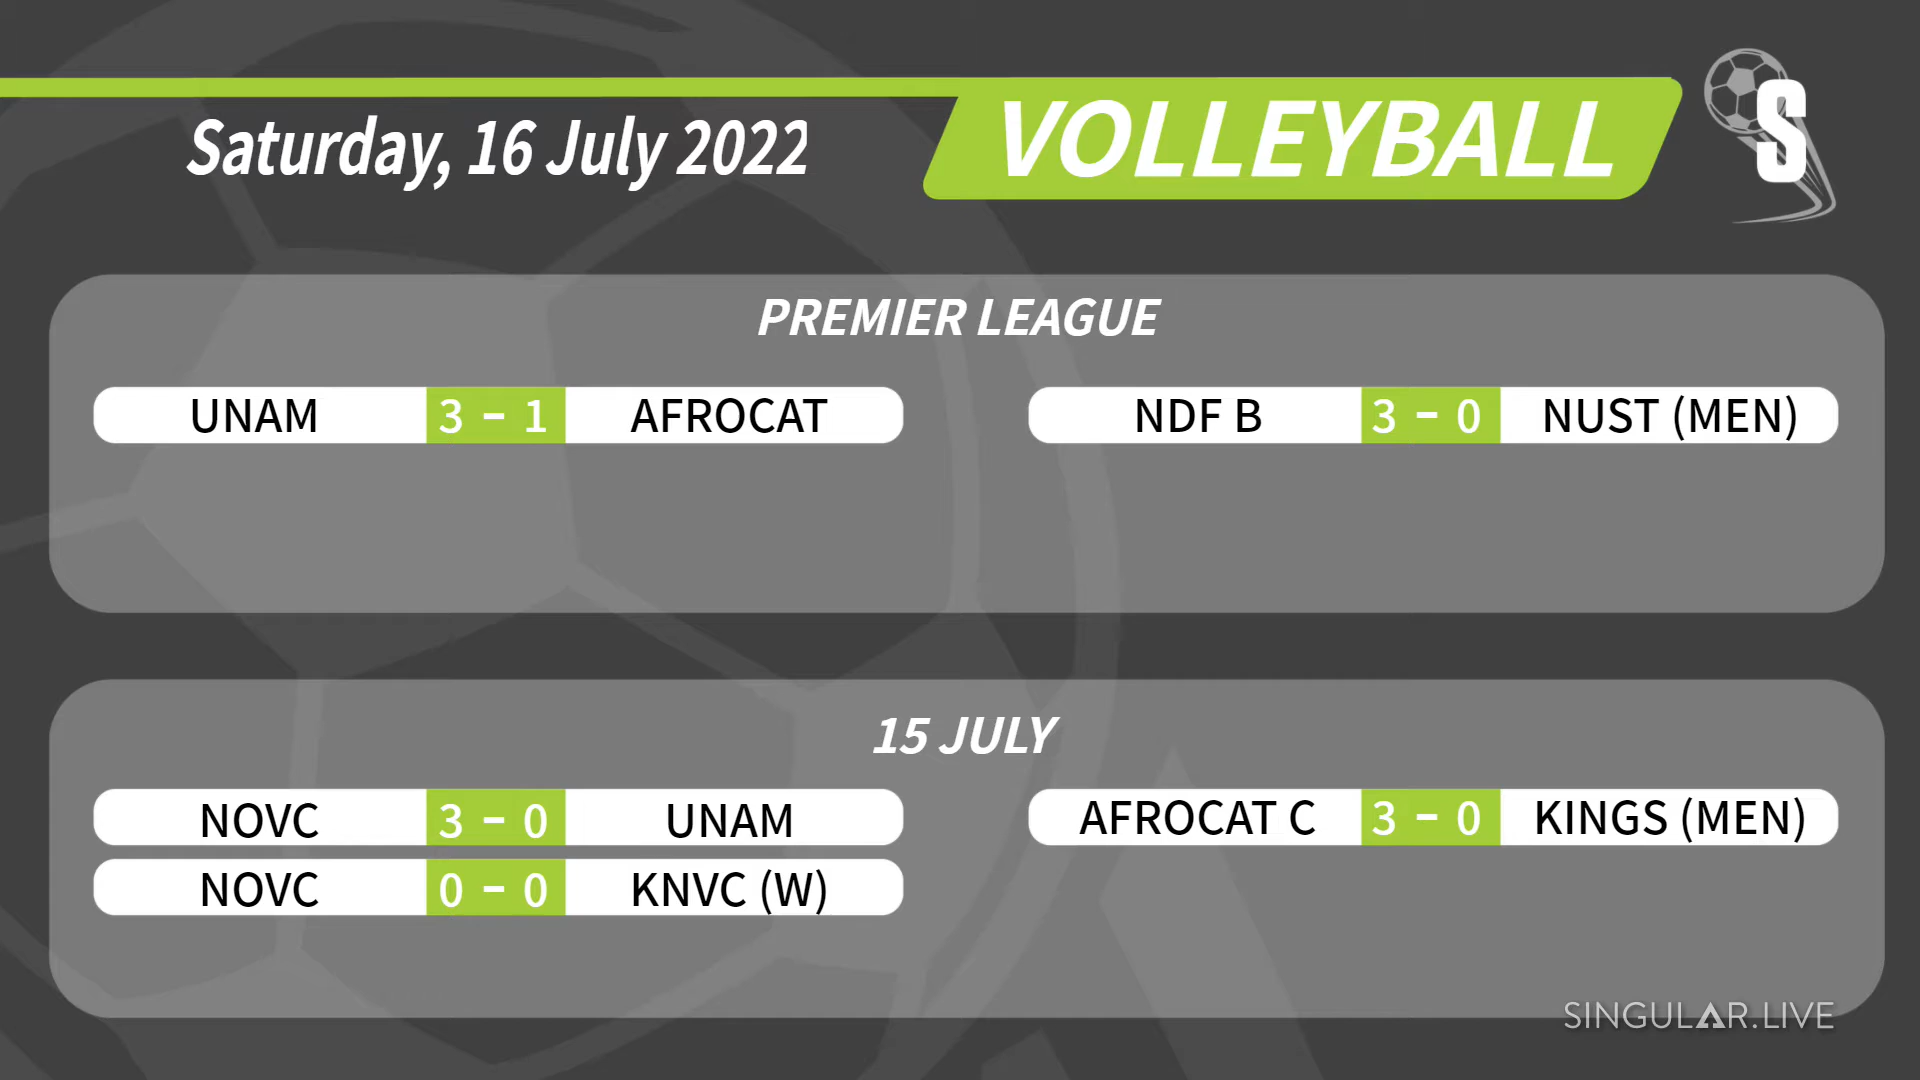 Saturday, 16 July 2022
VOLLEYBALL
S
PREMIER LEAGUE
UNAM 3 - 1 AFROCAT
NDF B 3 - 0 NUST (MEN)
15 JULY
NOVC 3 - 0 UNAM
AFROCAT C 3 - 0 KINGS (MEN)
NOVC 0 - 0 KNVC (W)
SINGULAR.LIVE